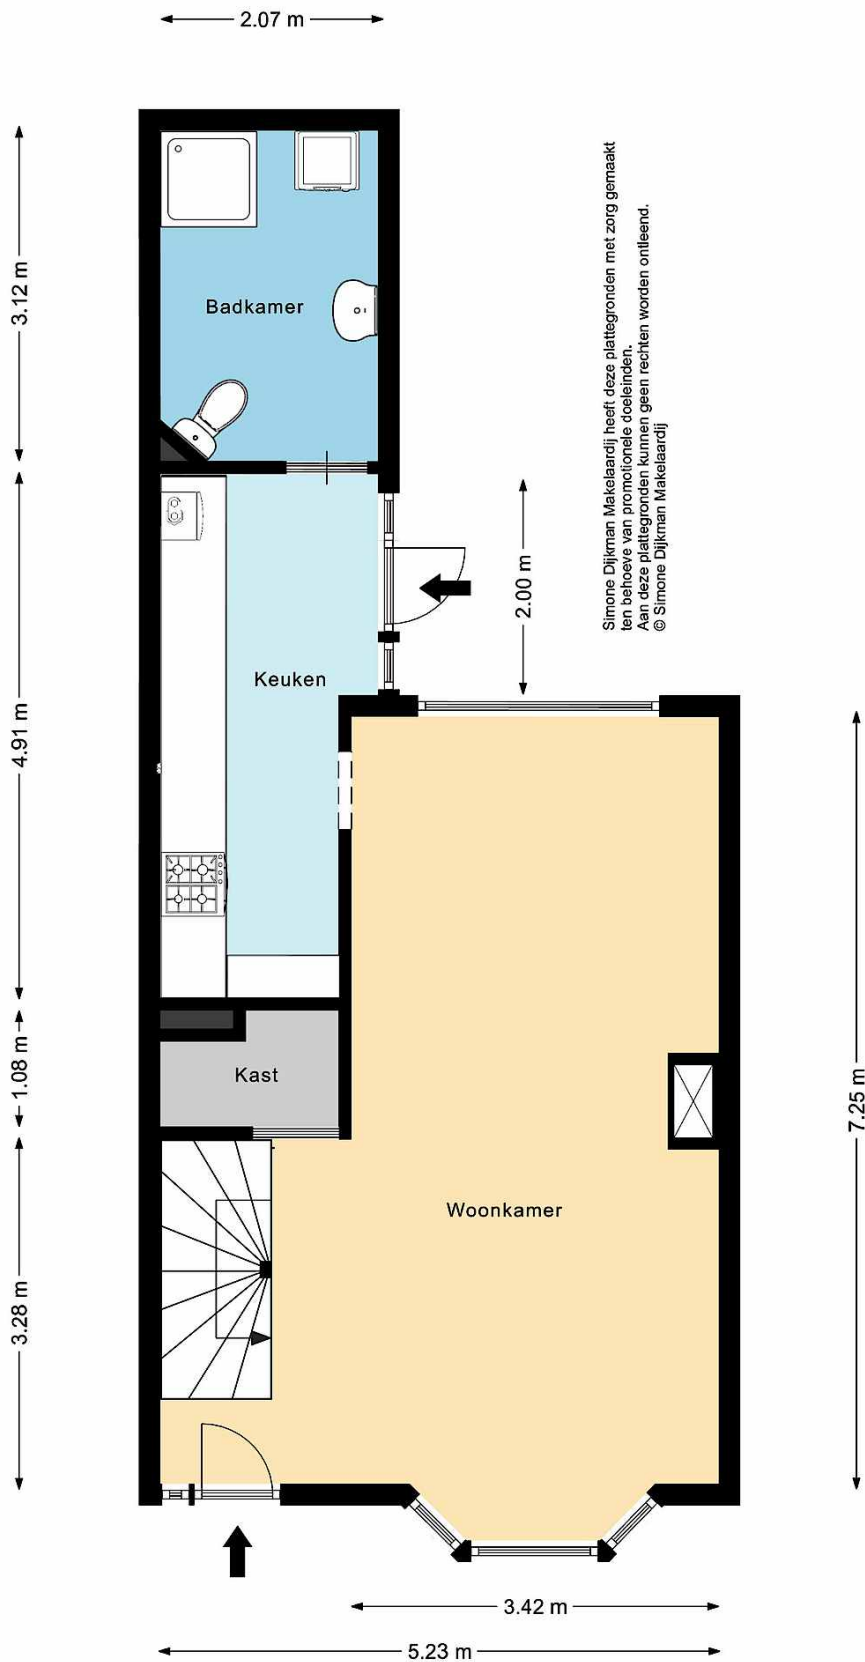 2.07 m
3.12 m
Badkamer
Simone Dijkman Makelaardij heeft deze plattegronden met zorg gemaakt
ten behoeve van promotionele doeleinden.
Aan deze plattegronden kunnen geen rechten worden ontleend.
© Simone Dijkman Makelaardij
2.00 m
Keuken
4.91 m
1.08 m
Kast
7.25 m
Woonkamer
3.28 m
3.42 m
5.23 m